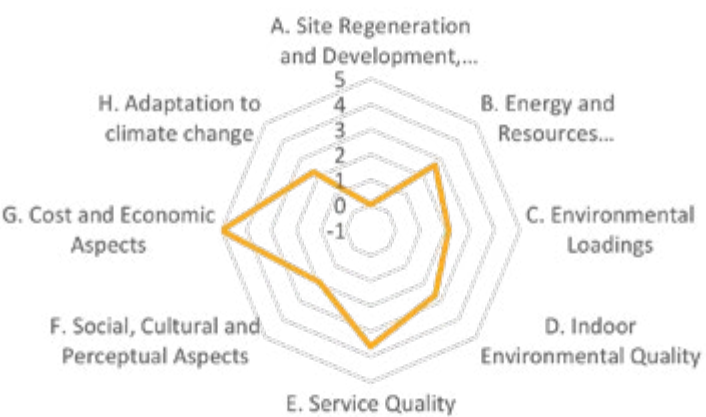 A. Site Regeneration
and Development,...
5
4
3
2
1
0
-1
B. Energy and
Resources...
C. Environmental
Loadings
D. Indoor
Environmental Quality
E. Service Quality
F. Social, Cultural and
Perceptual Aspects
G. Cost and Economic
Aspects
H. Adaptation to
climate change